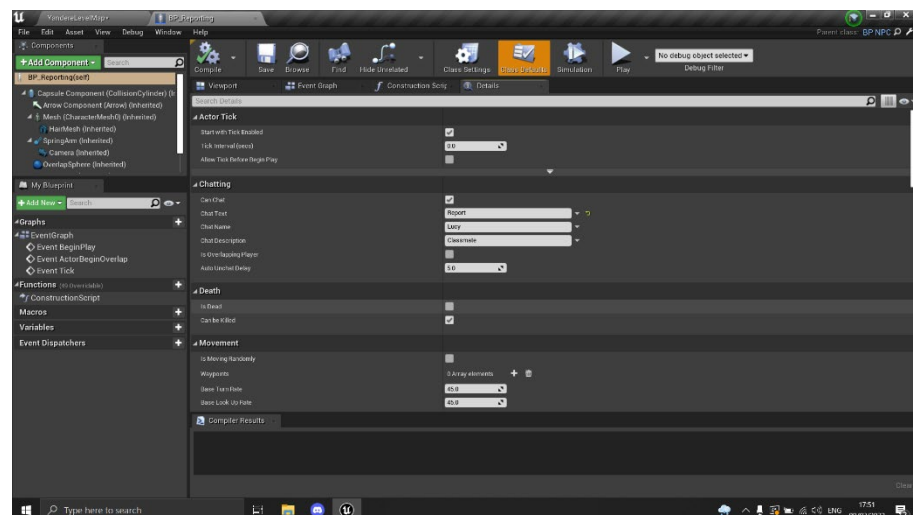 YandereLevelMap*
BP_Reporting
File Edit Asset View Debug Window Help
Parent class: BP NPC
Components
+Add Component
Search
Compile
Save
Browse
Find
Hide Unrelated
Class Settings
Class Defaults
Simulation
Play
No debug object selected
Debug Filter
BP_Reporting(self)
Capsule Component (CollisionCylinder) (I
Arrow Component (Arrow) (Inherited)
Mesh (CharacterMesh0) (Inherited)
HairMesh (Inherited)
SpringArm (Inherited)
Camera (Inherited)
OverlapSphere (Inherited)
My Blueprint
+Add New
Search
Graphs
EventGraph
Event BeginPlay
Event ActorBeginOverlap
Event Tick
Functions (19 Overridable)
ConstructionScript
Macros
Variables
Event Dispatchers
Viewport
Event Graph
Construction Scrip
Details
Search Details
Actor Tick
Start with Tick Enabled
Tick Interval (secs) 0.0
Allow Tick Before Begin Play
Chatting
Can Chat
Chat Text Report
Chat Name Lucy
Chat Description Classmate
Is Overlapping Player
Auto Unchat Delay 5.0
Death
Is Dead
Can be Killed
Movement
Is Moving Randomly
Waypoints 0 Array elements
Base Turn Rate 45.0
Base Look Up Rate 45.0
Compiler Results
Clear
Type here to search
ENG
17:51